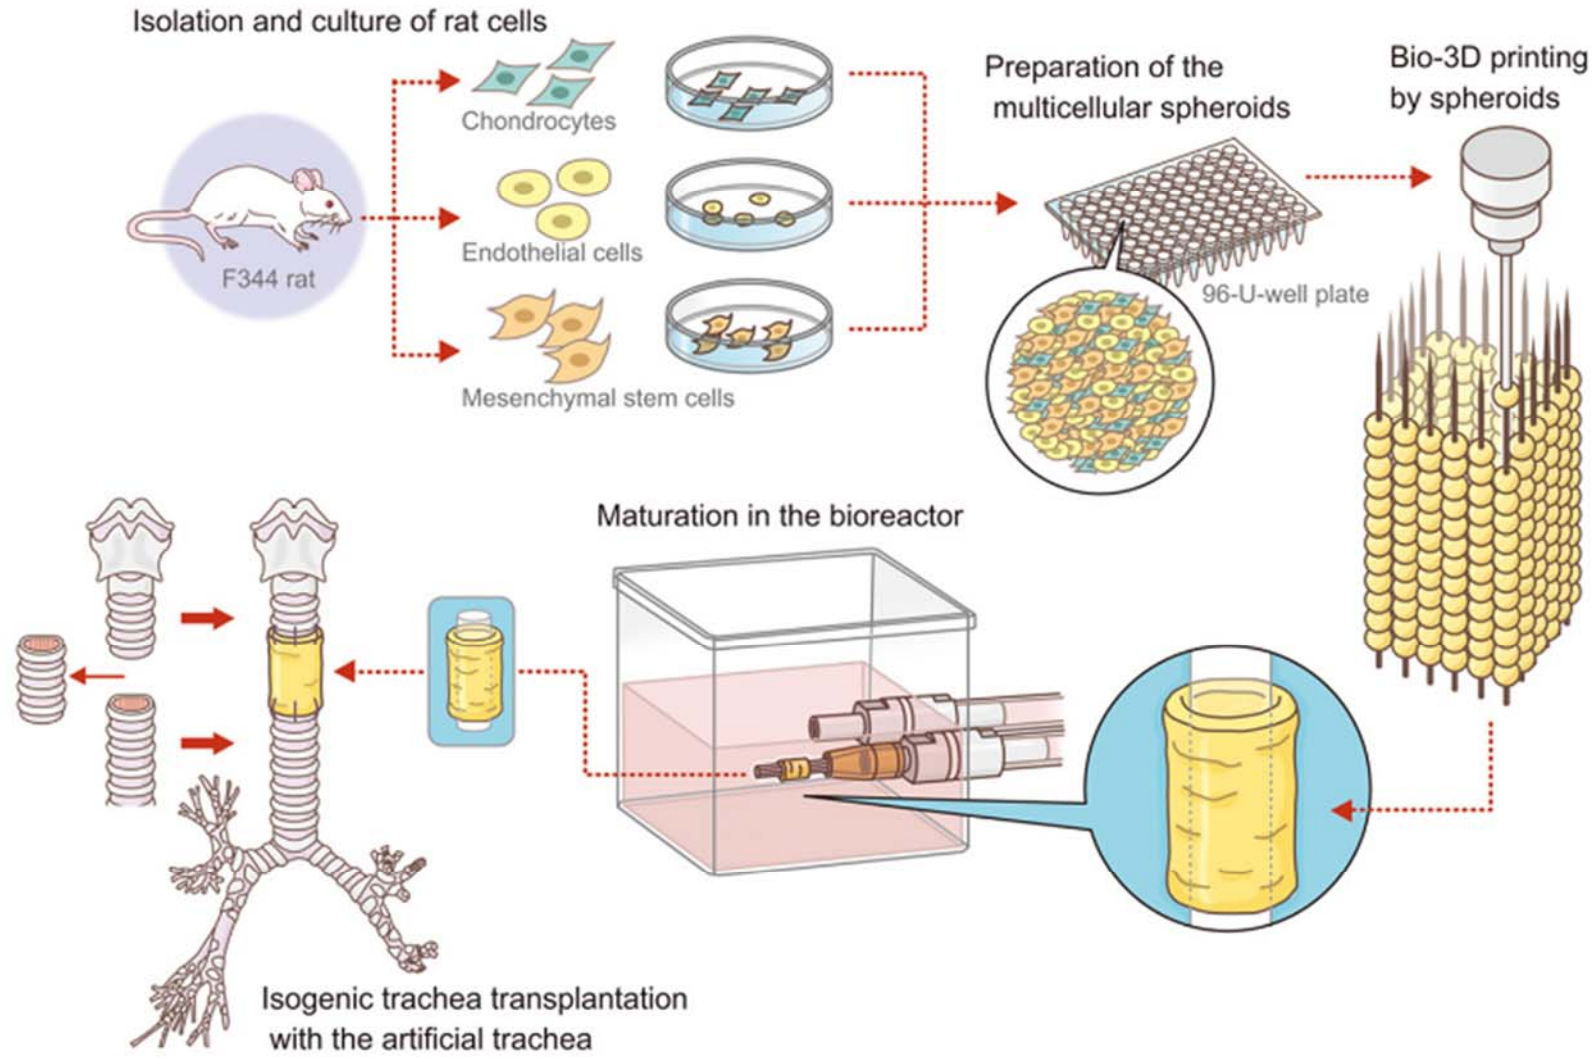 Isolation and culture of rat cells
Chondrocytes
Endothelial cells
Mesenchymal stem cells
F344 rat
Preparation of the
multicellular spheroids
96-U-well plate
Bio-3D printing
by spheroids
Maturation in the bioreactor
Isogenic trachea transplantation
with the artificial trachea